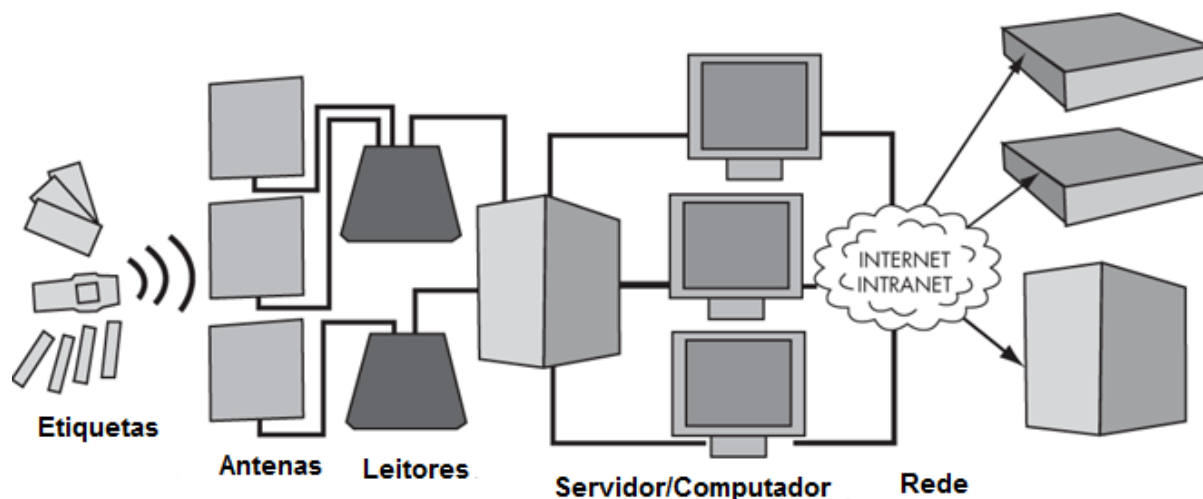 INTERNET
INTRANET
Etiquetas
Antenas
Leitores
Servidor/Computador
Rede